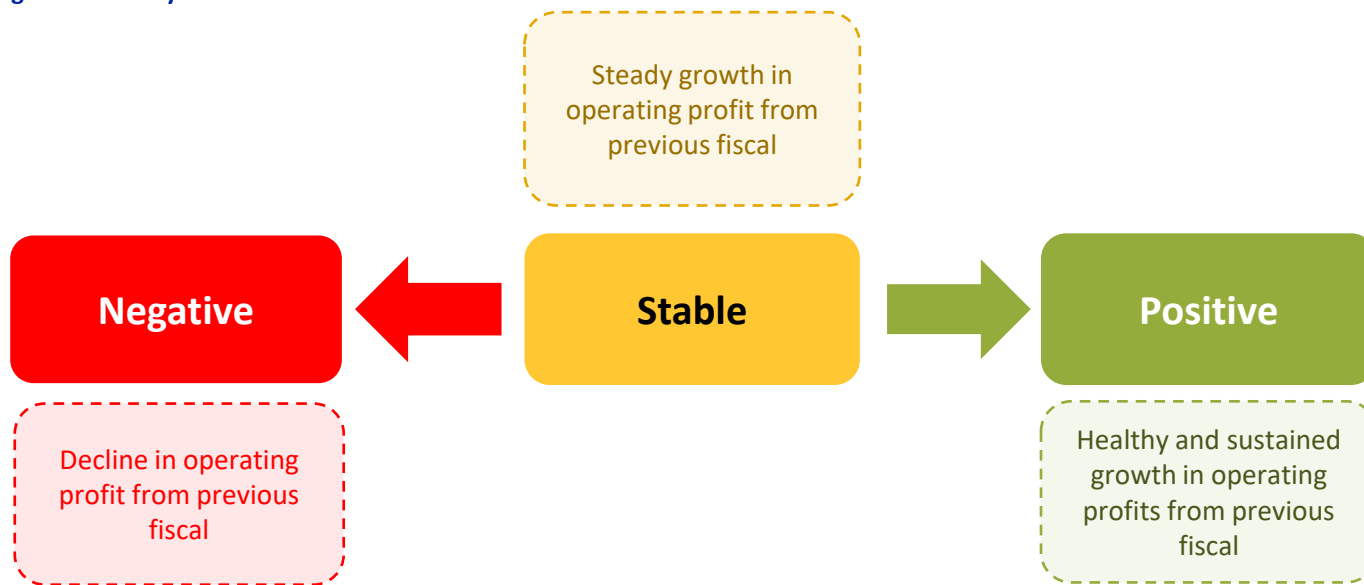 Steady growth in
operating profit from
previous fiscal
Negative
Stable
Positive
Decline in operating
profit from previous
fiscal
Healthy and sustained
growth in operating
profits from previous
fiscal